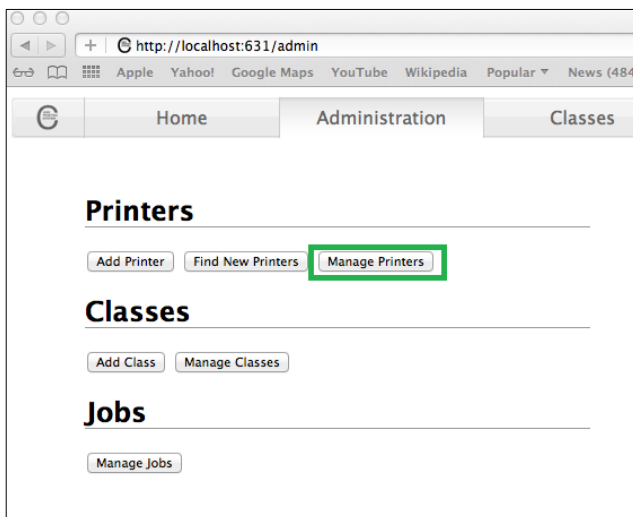 + http://localhost:631/admin
Apple Yahoo! Google Maps YouTube Wikipedia Popular ▾ News (484
Home Administration Classes
Printers
Add Printer Find New Printers Manage Printers
Classes
Add Class Manage Classes
Jobs
Manage Jobs